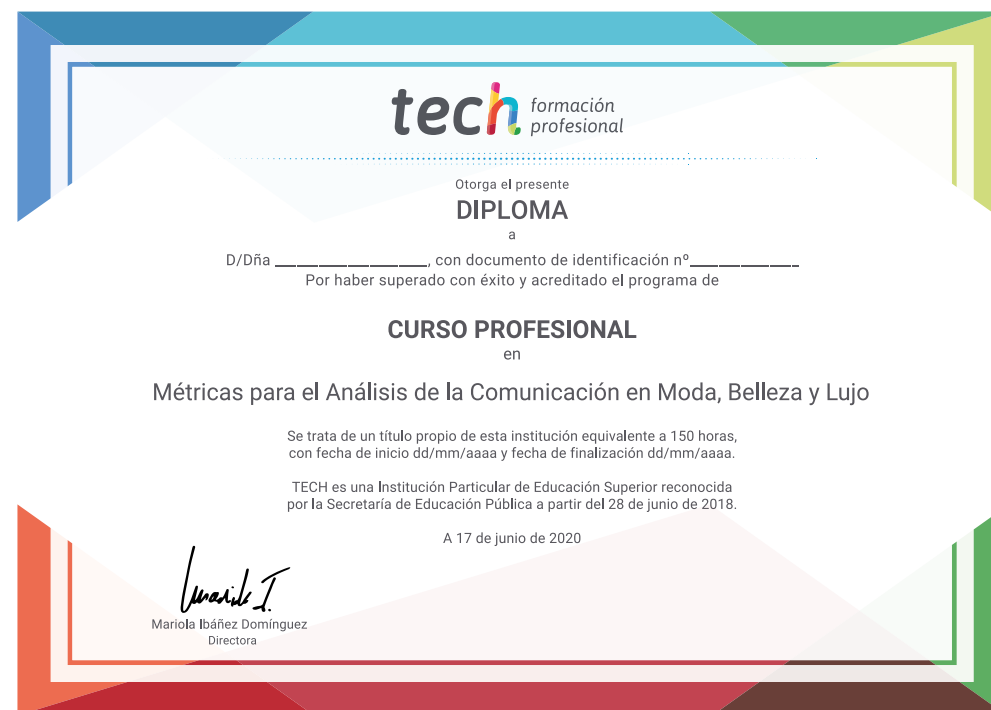 tech formación
profesional
Otorga el presente
DIPLOMA
a
D/Dña ______________, con documento de identificación nº__________
Por haber superado con éxito y acreditado el programa de
CURSO PROFESIONAL
en
Métricas para el Análisis de la Comunicación en Moda, Belleza y Lujo
Se trata de un título propio de esta institución equivalente a 150 horas,
con fecha de inicio dd/mm/aaaa y fecha de finalización dd/mm/aaaa.
TECH es una Institución Particular de Educación Superior reconocida
por la Secretaría de Educación Pública a partir del 28 de junio de 2018.
A 17 de junio de 2020
Mariola Ibáñez Domínguez
Directora